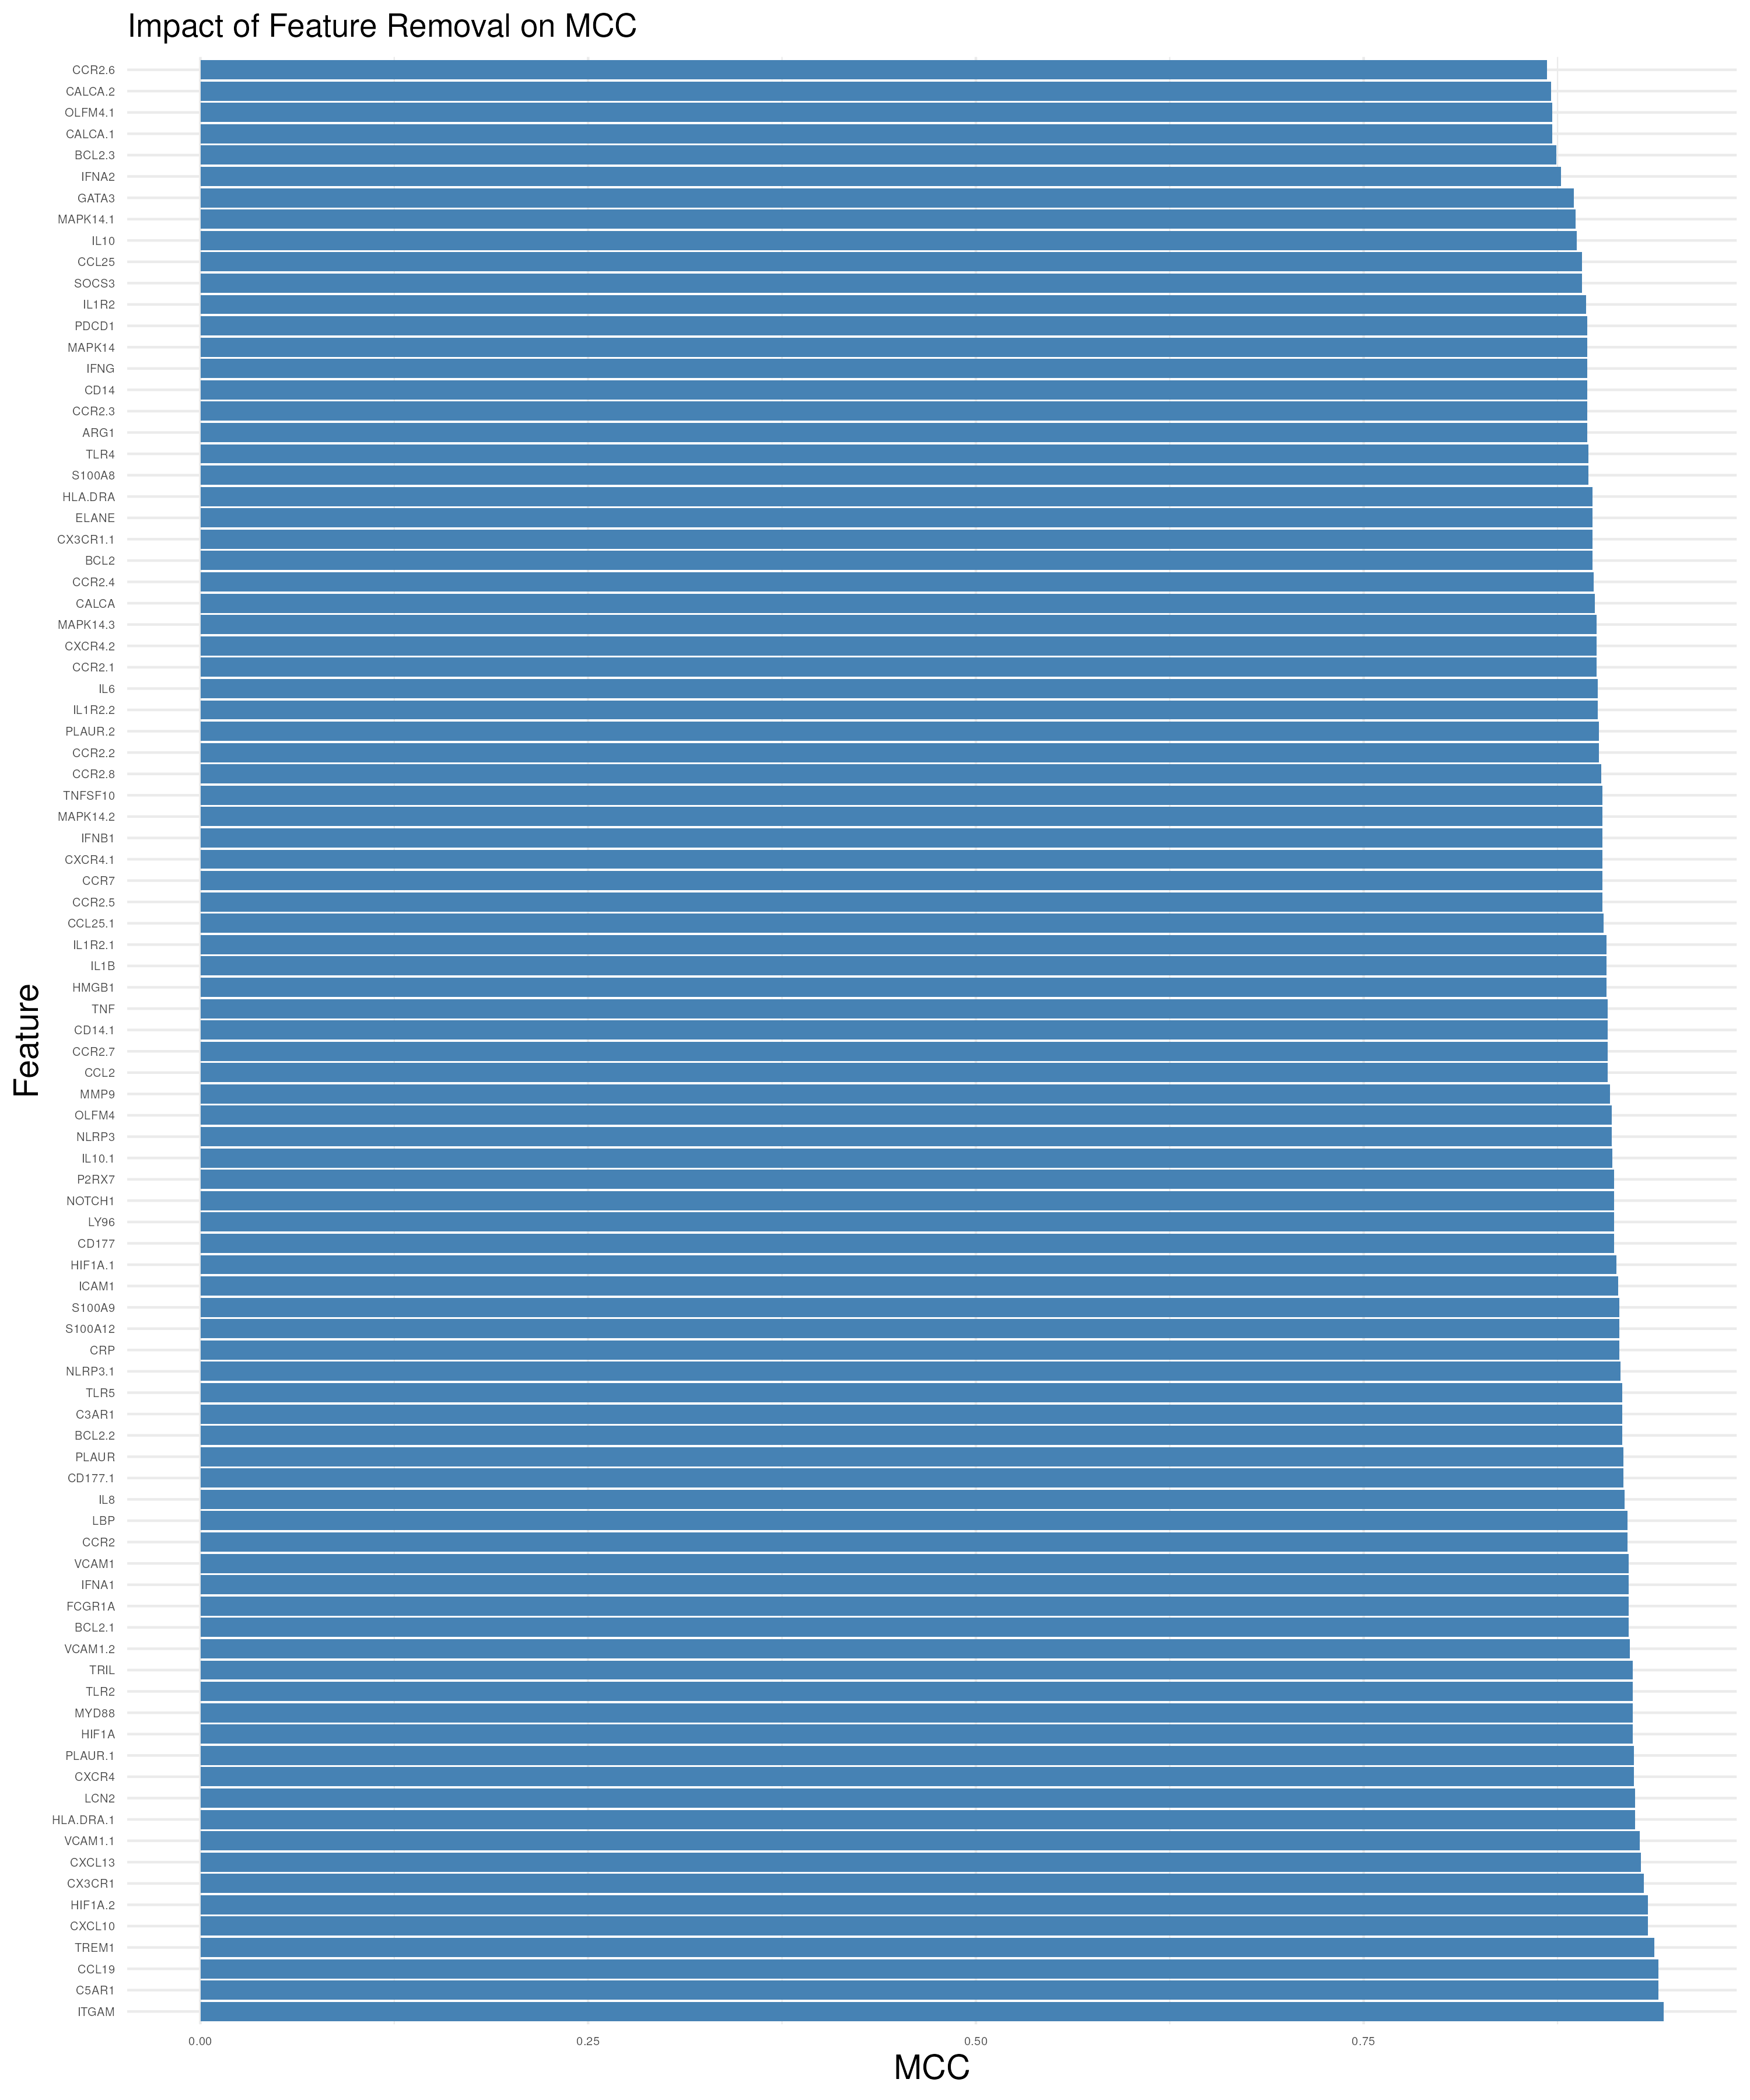 Impact of Feature Removal on MCC
CCR2.6
CALCA.2
OLFM4.1
CALCA.1
BCL2.3
IFNA2
GATA3
MAPK14.1
IL10
CCL25
SOCS3
IL1R2
PDCD1
MAPK14
IFNG
CD14
CCR2.3
ARG1
TLR4
S100A8
HLA.DRA
ELANE
CX3CR1.1
BCL2
CCR2.4
CALCA
MAPK14.3
CXCR4.2
CCR2.1
IL6
IL1R2.2
PLAUR.2
CCR2.2
CCR2.8
TNFSF10
MAPK14.2
IFNB1
CXCR4.1
CCR7
CCR2.5
CCL25.1
IL1R2.1
IL1B
HMGB1
TNF
CD14.1
CCR2.7
CCL2
MMP9
OLFM4
NLRP3
IL10.1
P2RX7
NOTCH1
LY96
CD177
HIF1A.1
ICAM1
S100A9
S100A12
CRP
NLRP3.1
TLR5
C3AR1
BCL2.2
PLAUR
CD177.1
IL8
LBP
CCR2
VCAM1
IFNA1
FCGR1A
BCL2.1
VCAM1.2
TRIL
TLR2
MYD88
HIF1A
PLAUR.1
CXCR4
LCN2
HLA.DRA.1
VCAM1.1
CXCL13
CX3CR1
HIF1A.2
CXCL10
TREM1
CCL19
C5AR1
ITGAM
Feature
0.00
0.25
0.50
0.75
MCC